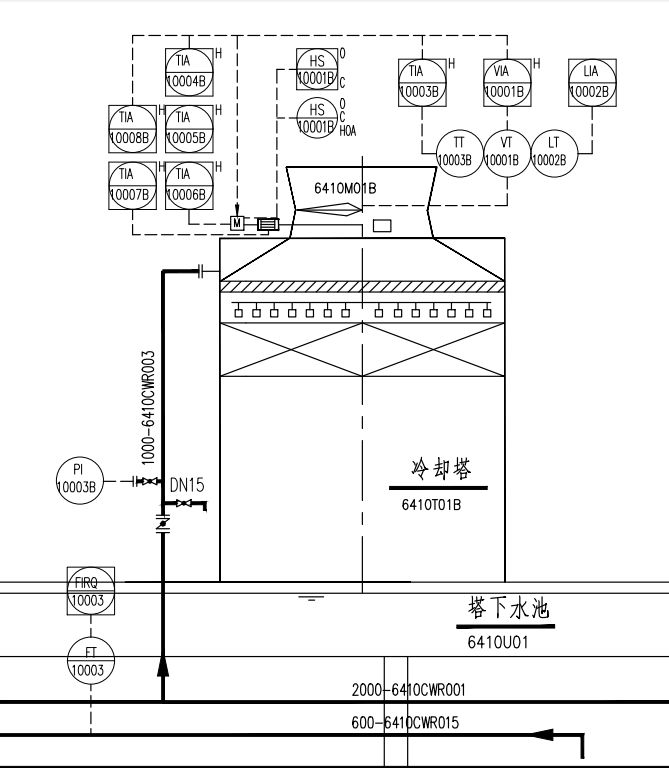 TIA H
10004B
HS O
10001B C
TIA H
10003B
VIA H
10001B
LIA
10002B
TIA H
10008B
TIA H
10005B
HS O
10001B C
HOA
TT
10003B
VT
10001B
LT
10002B
TIA H
10007B
TIA H
10006B
6410M01B
M
1000-6410CWR003
PI
10003B
DN15
冷却塔
6410T01B
FIRQ
10003
塔下水池
6410U01
FT
10003
2000-6410CWR001
600-6410CWR015